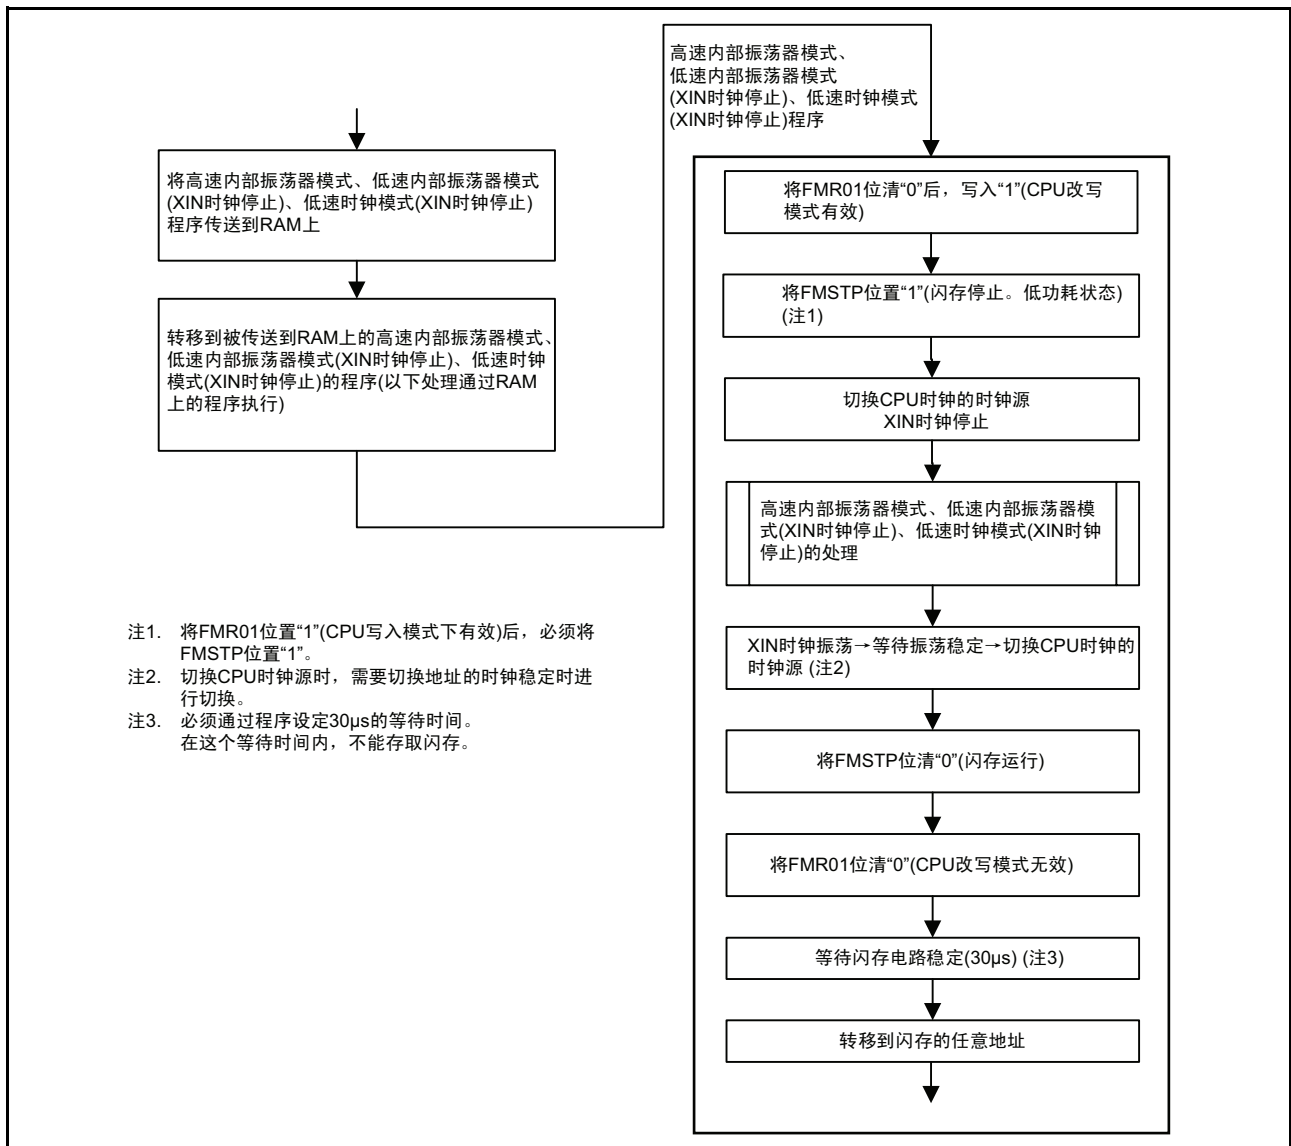 将高速内部振荡器模式、低速内部振荡器模式
(XIN时钟停止)、低速时钟模式(XIN时钟停止)
程序传送到RAM上
转移到被传送到RAM上的高速内部振荡器模式、
低速内部振荡器模式(XIN时钟停止)、低速时钟
模式(XIN时钟停止)的程序(以下处理通过RAM
上的程序执行)
高速内部振荡器模式、
低速内部振荡器模式
(XIN时钟停止)、低速时钟模式
(XIN时钟停止)程序
将FMR01位清“0”后，写入“1”(CPU改写
模式有效)
将FMSTP位置“1”(闪存停止。低功耗状态)
(注1)
切换CPU时钟的时钟源
XIN时钟停止
高速内部振荡器模式、低速内部振荡器模
式(XIN时钟停止)、低速时钟模式(XIN时钟
停止)的处理
XIN时钟振荡→等待振荡稳定→切换CPU时钟的
时钟源 (注2)
将FMSTP位清“0”(闪存运行)
将FMR01位清“0”(CPU改写模式无效)
等待闪存电路稳定(30μs) (注3)
转移到闪存的任意地址
注1. 将FMR01位置“1”(CPU写入模式下有效)后，必须将
FMSTP位置“1”。
注2. 切换CPU时钟源时，需要切换地址的时钟稳定时进
行切换。
注3. 必须通过程序设定30μs的等待时间。
在这个等待时间内，不能存取闪存。